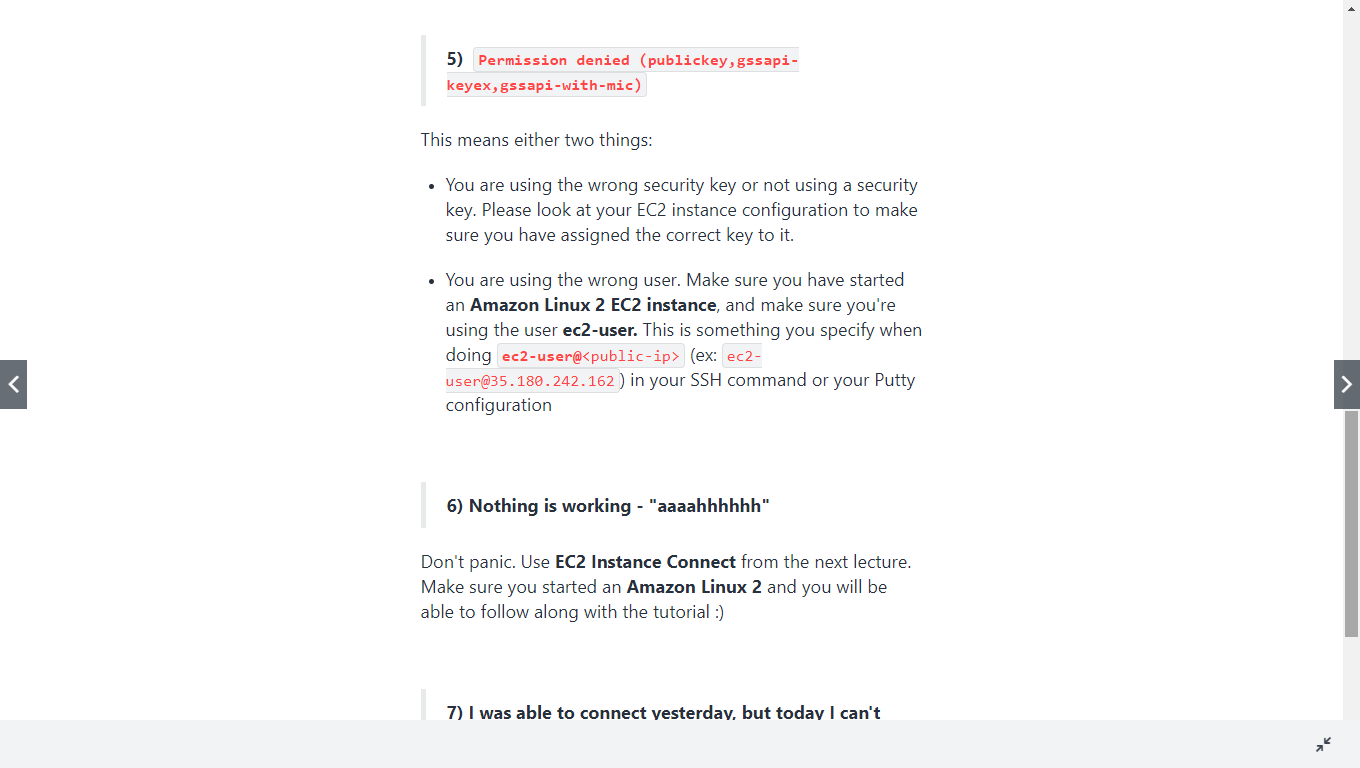 5) Permission denied (publickey,gssapi-
keyex,gssapi-with-mic)
This means either two things:
You are using the wrong security key or not using a security
key. Please look at your EC2 instance configuration to make
sure you have assigned the correct key to it.
You are using the wrong user. Make sure you have started
an Amazon Linux 2 EC2 instance, and make sure you're
using the user ec2-user. This is something you specify when
doing ec2-user@<public-ip> (ex: ec2-
user@35.180.242.162) in your SSH command or your Putty
configuration
6) Nothing is working - "aaaahhhhhh"
Don't panic. Use EC2 Instance Connect from the next lecture.
Make sure you started an Amazon Linux 2 and you will be
able to follow along with the tutorial :)
7) I was able to connect yesterday, but today I can't